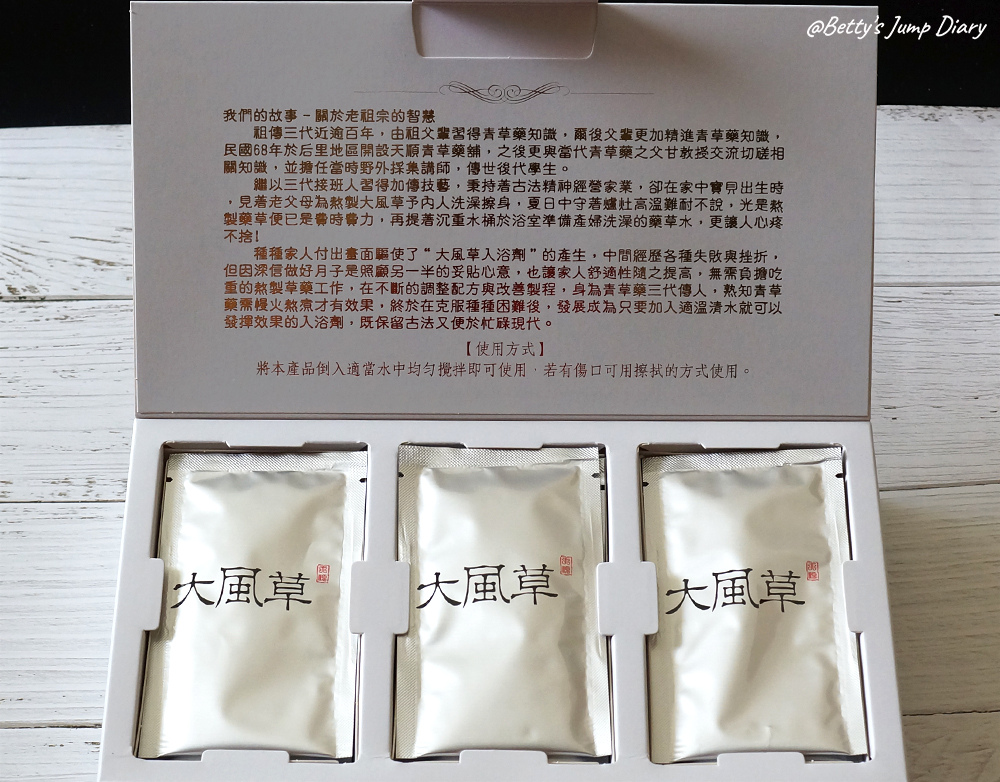 @Betty's Jump Diary
我們的故事-關於老祖宗的智慧
祖傳三代近逾百年，由祖父輩習得青草藥知識，爾後父輩更加精進青草藥知識，
民國68年於后里地區開設天順青草藥舖，之後更與當代青草藥之父甘教授交流切磋相
關知識，並擔任當時野外採集講師，傳世後代學生。
繼以三代接班人習得加傳技藝，秉持著古法精神經營家業，卻在家中寶貝出生時
，見著老父母為熬製大風草予內人洗澡擦身，夏日中守著爐灶高溫難耐不說，光是熬
製藥草便已是費時費力，再提著沉重水桶於浴室準備產婦洗澡的藥草水，更讓人心疼
不捨!
種種家人付出畫面驅使了“大風草入浴劑”的產生，中間經歷各種失敗與挫折，
但因深信做好月子是照顧另一半的妥貼心意，也讓家人舒適性隨之提高，無需負擔吃
重的熬製草藥工作，在不斷的調整配方與改善製程，身為青草藥三代傳人，熟知青草
藥需慢火熬煮才有效果，終於在克服種種困難後，發展成為只要加入適溫清水就可以
發揮效果的入浴劑，既保留古法又便於忙碌現代。
【使用方式】
將本產品倒入適當水中均勻攪拌即可使用，若有傷口可用擦拭的方式使用。
大風草
大風草
大風草